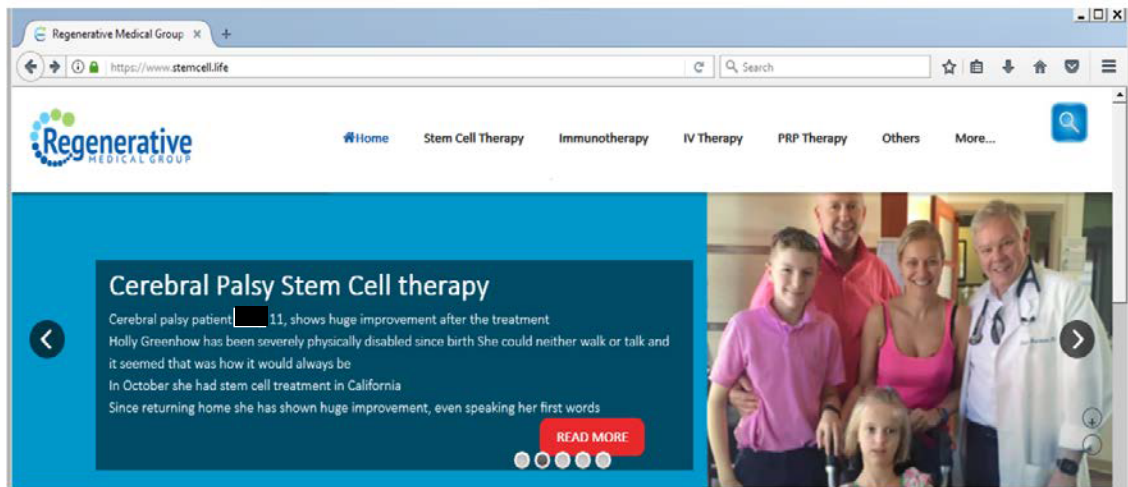 Regenerative Medical Group
https://www.stemcell.life
Search
Regenerative
MEDICAL GROUP
Home Stem Cell Therapy Immunotherapy IV Therapy PRP Therapy Others More...
Cerebral Palsy Stem Cell therapy
Cerebral palsy patient 11, shows huge improvement after the treatment
Holly Greenhow has been severely physically disabled since birth She could neither walk or talk and
it seemed that was how it would always be
In October she had stem cell treatment in California
Since returning home she has shown huge improvement, even speaking her first words
READ MORE